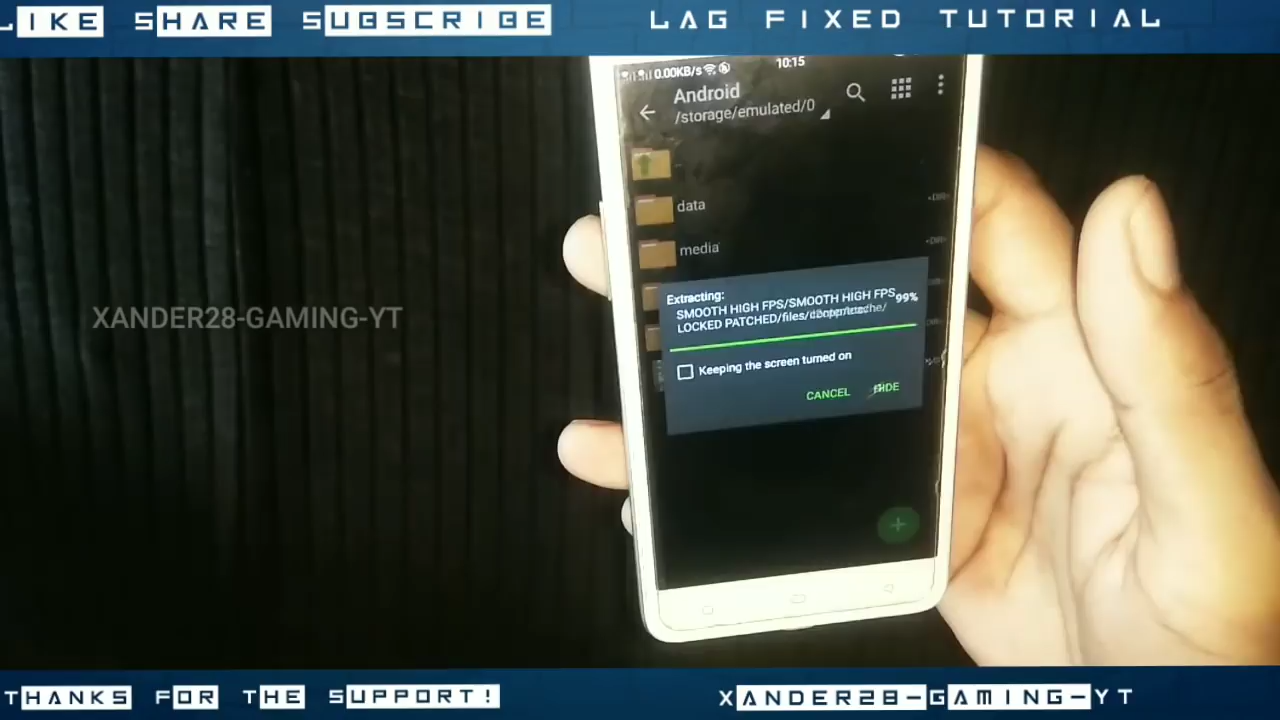 LIKE SHARE SUBSCRIBE
LAG FIXED TUTORIAL
0.00KB/s
10:15
Android
/storage/emulated/0
data
media
Extracting:
SMOOTH HIGH FPS/SMOOTH HIGH FPS
99%
LOCKED PATCHED/files/
Keeping the screen turned on
CANCEL HIDE
XANDER28-GAMING-YT
THANKS FOR THE SUPPORT!
XANDER28-GAMING-YT